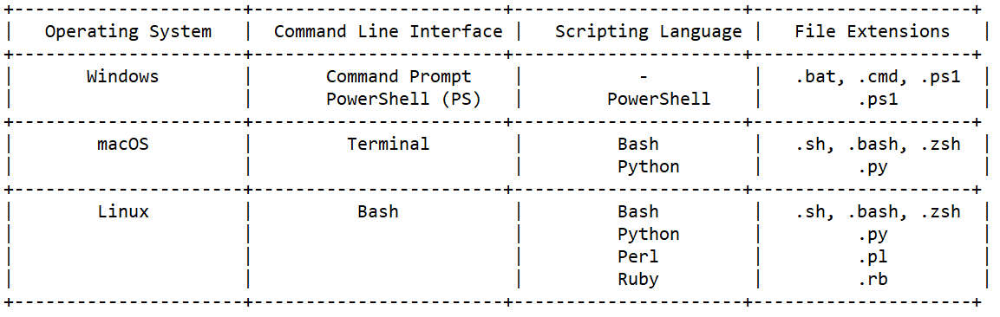 +----------------------+------------------------+----------------------+---------------------+
|   Operating System   |  Command Line Interface |   Scripting Language |   File Extensions   |
+----------------------+------------------------+----------------------+---------------------+
|       Windows        |       Command Prompt   |           -          |   .bat, .cmd, .ps1  |
|                      |       PowerShell (PS)  |        PowerShell    |         .ps1        |
+----------------------+------------------------+----------------------+---------------------+
|        macOS         |         Terminal       |         Bash         |   .sh, .bash, .zsh  |
|                      |                        |         Python       |         .py         |
+----------------------+------------------------+----------------------+---------------------+
|        Linux         |          Bash          |         Bash         |   .sh, .bash, .zsh  |
|                      |                        |         Python       |         .py         |
|                      |                        |         Perl         |         .pl         |
|                      |                        |         Ruby         |         .rb         |
+----------------------+------------------------+----------------------+---------------------+